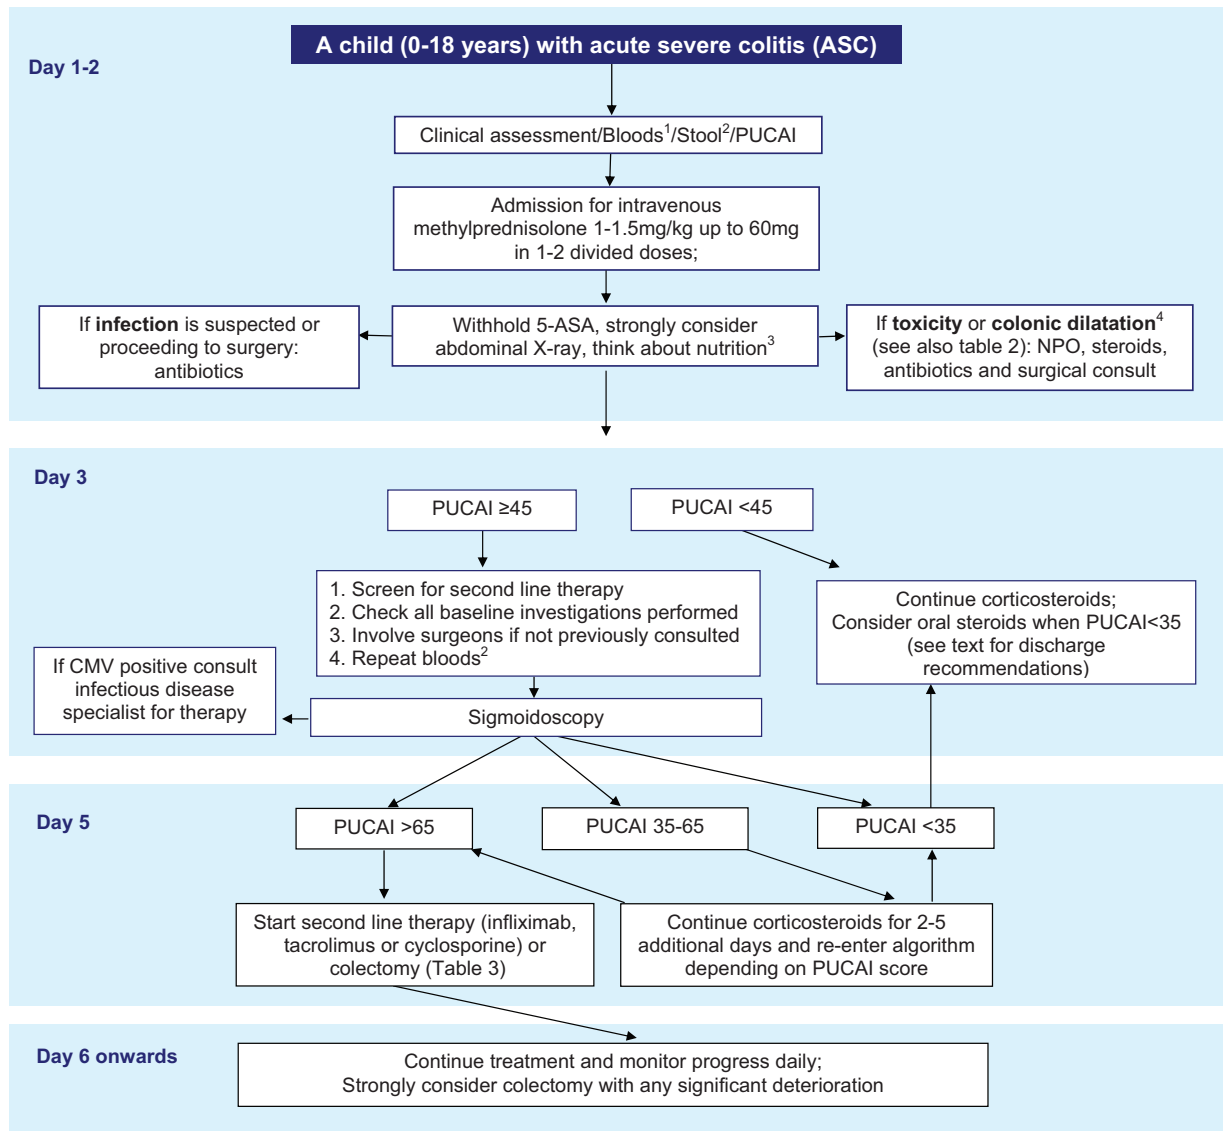 A child (0-18 years) with acute severe colitis (ASC)
Day 1-2
Clinical assessment/Bloods1/Stool2/PUCAI
Admission for intravenous
methylprednisolone 1-1.5mg/kg up to 60mg
in 1-2 divided doses;
If infection is suspected or
proceeding to surgery:
antibiotics
Withhold 5-ASA, strongly consider
abdominal X-ray, think about nutrition3
If toxicity or colonic dilatation4
(see also table 2): NPO, steroids,
antibiotics and surgical consult
Day 3
PUCAI ≥45
PUCAI <45
1. Screen for second line therapy
2. Check all baseline investigations performed
3. Involve surgeons if not previously consulted
4. Repeat bloods2
Continue corticosteroids;
Consider oral steroids when PUCAI<35
(see text for discharge
recommendations)
If CMV positive consult
infectious disease
specialist for therapy
Sigmoidoscopy
Day 5
PUCAI >65
PUCAI 35-65
PUCAI <35
Start second line therapy (infliximab,
tacrolimus or cyclosporine) or
colectomy (Table 3)
Continue corticosteroids for 2-5
additional days and re-enter algorithm
depending on PUCAI score
Day 6 onwards
Continue treatment and monitor progress daily;
Strongly consider colectomy with any significant deterioration